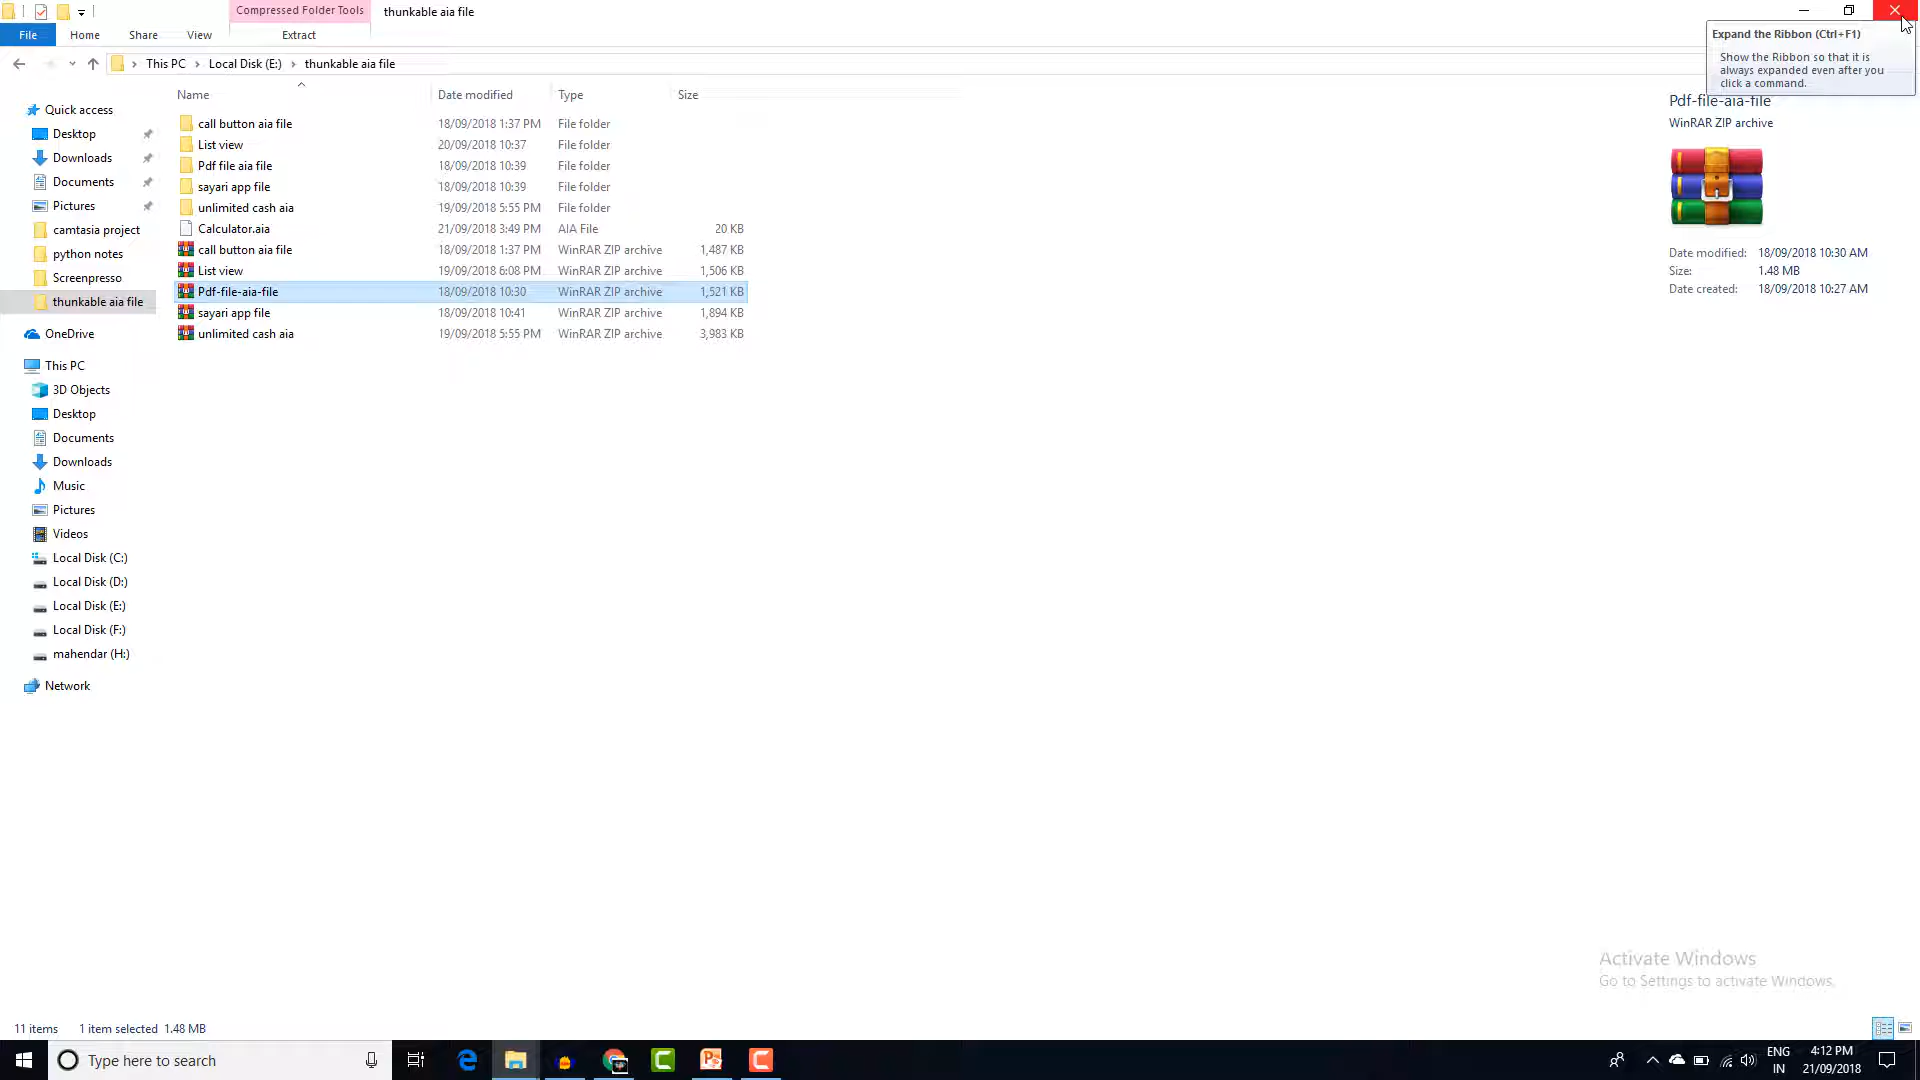 Compressed Folder Tools
thunkable aia file
File
Home
Share
View
Extract
This PC
Local Disk (E:)
thunkable aia file
Expand the Ribbon (Ctrl+F1)
Show the Ribbon so that it is
always expanded even after you
click a command.
Quick access
Desktop
Downloads
Documents
Pictures
camtasia project
python notes
Screenpresso
thunkable aia file
OneDrive
This PC
3D Objects
Desktop
Documents
Downloads
Music
Pictures
Videos
Local Disk (C:)
Local Disk (D:)
Local Disk (E:)
Local Disk (F:)
mahendar (H:)
Network
Name Date modified Type Size
call button aia file 18/09/2018 1:37 PM File folder
List view 20/09/2018 10:37 File folder
Pdf file aia file 18/09/2018 10:39 File folder
sayari app file 18/09/2018 10:39 File folder
unlimited cash aia 19/09/2018 5:55 PM File folder
Calculator.aia 21/09/2018 3:49 PM AIA File 20 KB
call button aia file 18/09/2018 1:37 PM WinRAR ZIP archive 1,487 KB
List view 19/09/2018 6:08 PM WinRAR ZIP archive 1,506 KB
Pdf-file-aia-file 18/09/2018 10:30 WinRAR ZIP archive 1,521 KB
sayari app file 18/09/2018 10:41 WinRAR ZIP archive 1,894 KB
unlimited cash aia 19/09/2018 5:55 PM WinRAR ZIP archive 3,983 KB
Pdf-file-aia-file
WinRAR ZIP archive
Date modified: 18/09/2018 10:30 AM
Size: 1.48 MB
Date created: 18/09/2018 10:27 AM
Activate Windows
Go to Settings to activate Windows.
11 items 1 item selected 1.48 MB
Type here to search
ENG
IN
4:12 PM
21/09/2018